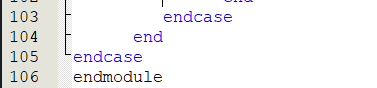 103 endcase
104 end
105 endcase
106 endmodule